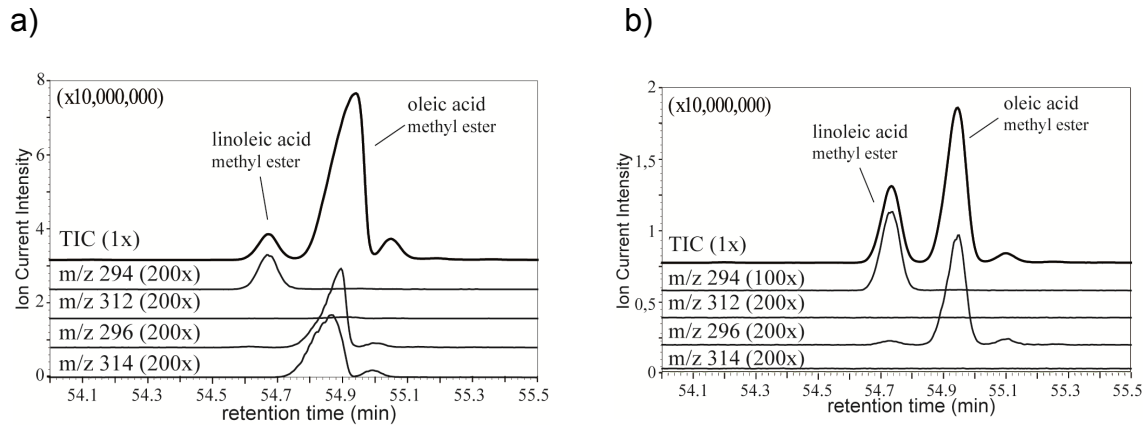 a)
8
(x10,000,000)
oleic acid
methyl ester
linoleic acid
methyl ester
6
4
TIC (1x)
m/z 294 (200x)
2
m/z 312 (200x)
m/z 296 (200x)
m/z 314 (200x)
0
Ion Current Intensity
54.1 54.3 54.5 54.7 54.9 55.1 55.3 55.5
retention time (min)
b)
2
(x10,000,000)
oleic acid
methyl ester
linoleic acid
methyl ester
1,5
1
TIC (1x)
m/z 294 (100x)
0,5
m/z 312 (200x)
m/z 296 (200x)
m/z 314 (200x)
0
Ion Current Intensity
54.1 54.3 54.5 54.7 54.9 55.1 55.3 55.5
retention time (min)